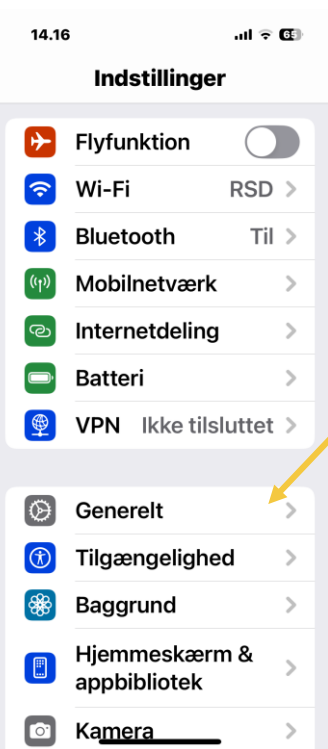 14.16
65
Indstillinger
Flyfunktion
Wi-Fi RSD
Bluetooth Til
Mobilnetværk
Internetdeling
Batteri
VPN Ikke tilsluttet
Generelt
Tilgængelighed
Baggrund
Hjemmeskærm &
appbibliotek
Kamera